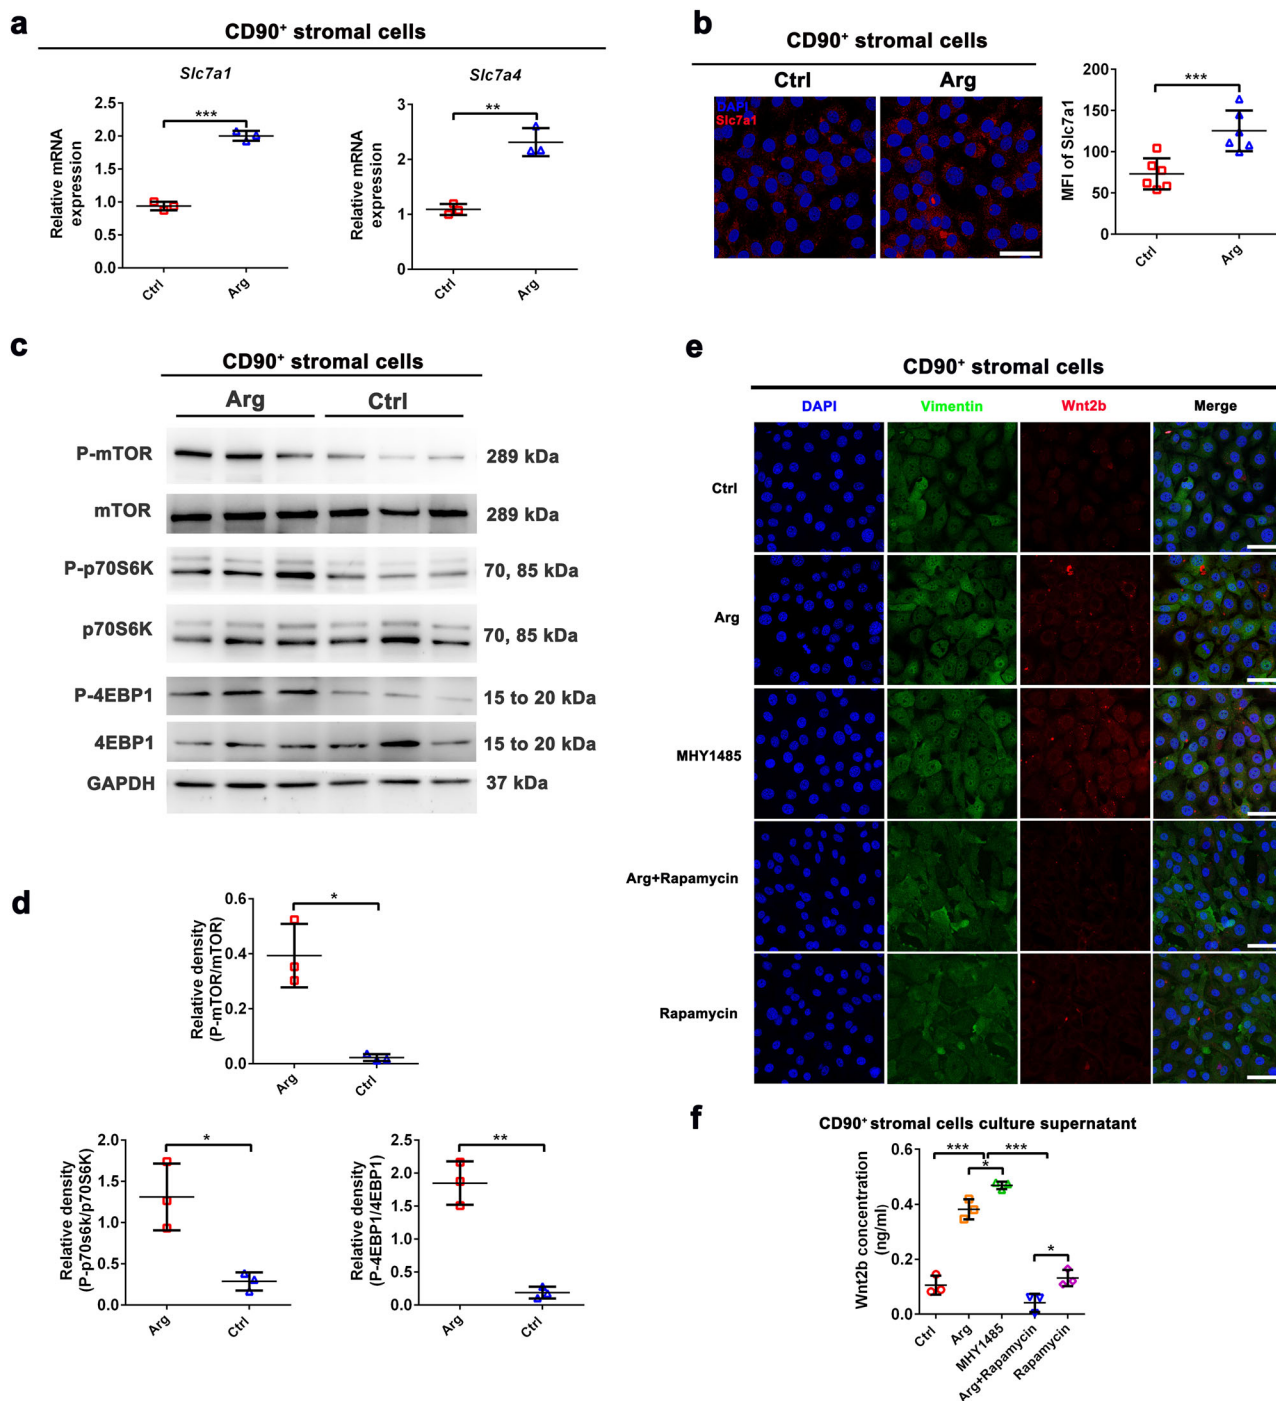 a
CD90+ stromal cells
Slc7a1
Relative mRNA
expression
2.5
2.0
1.5
1.0
0.5
0.0
***
Ctrl
Arg
Slc7a4
Relative mRNA
expression
3
2
1
0
**
Ctrl
Arg
b
CD90+ stromal cells
Ctrl
Arg
DAPI
Slc7a1
MFI of Slc7a1
200
150
100
50
0
***
Ctrl
Arg
c
CD90+ stromal cells
Arg
Ctrl
P-mTOR
289 kDa
mTOR
289 kDa
P-p70S6K
70, 85 kDa
p70S6K
70, 85 kDa
P-4EBP1
15 to 20 kDa
4EBP1
15 to 20 kDa
GAPDH
37 kDa
d
Relative density
(P-mTOR/mTOR)
0.6
0.4
0.2
0.0
*
Arg
Ctrl
Relative density
(P-p70s6k/p70S6K)
2.0
1.5
1.0
0.5
0.0
*
Arg
Ctrl
Relative density
(P-4EBP1/4EBP1)
2.5
2.0
1.5
1.0
0.5
0.0
**
Arg
Ctrl
e
CD90+ stromal cells
DAPI
Vimentin
Wnt2b
Merge
Ctrl
Arg
MHY1485
Arg+Rapamycin
Rapamycin
f
CD90+ stromal cells culture supernatant
Wnt2b concentration
(ng/ml)
0.6
0.4
0.2
0.0
***
***
*
*
Ctrl
Arg
MHY1485
Arg+Rapamycin
Rapamycin